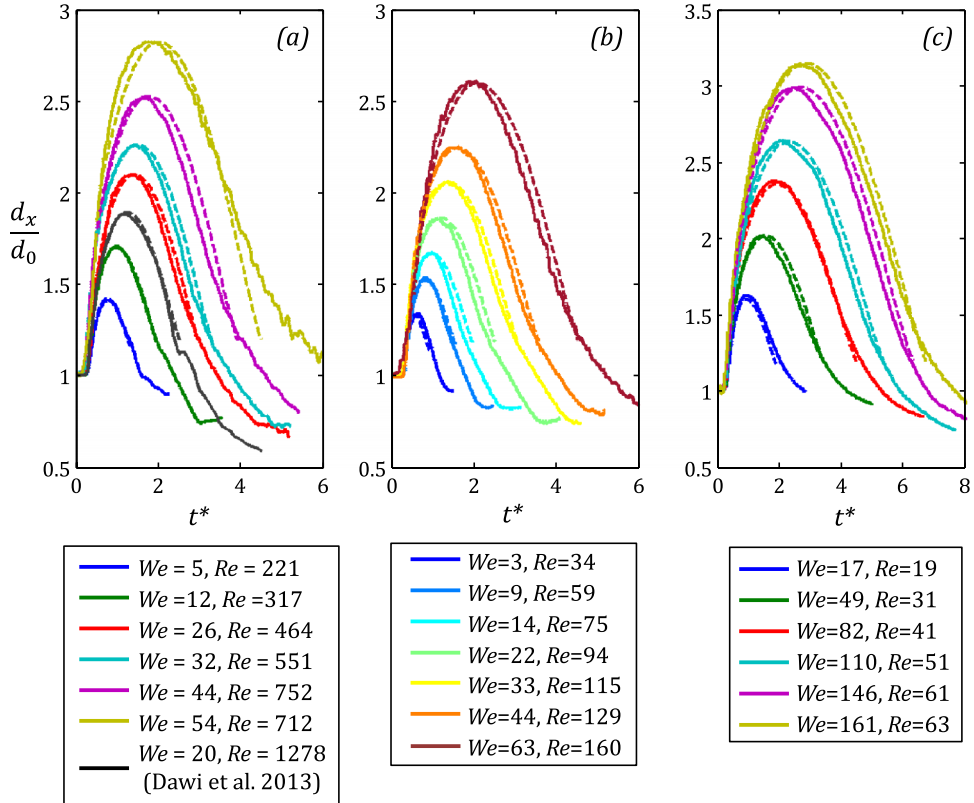 3
2.5
2
1.5
1
0.5
d_x
d_0
(a)
0 2 4 6
t*
3
2.5
2
1.5
1
0.5
(b)
0 2 4 6
t*
3.5
3
2.5
2
1.5
1
0.5
(c)
0 2 4 6 8
t*
We = 5, Re = 221
We =12, Re =317
We = 26, Re = 464
We = 32, Re = 551
We = 44, Re = 752
We = 54, Re = 712
We = 20, Re = 1278
(Dawi et al. 2013)
We=3, Re=34
We=9, Re=59
We=14, Re=75
We=22, Re=94
We=33, Re=115
We=44, Re=129
We=63, Re=160
We=17, Re=19
We=49, Re=31
We=82, Re=41
We=110, Re=51
We=146, Re=61
We=161, Re=63